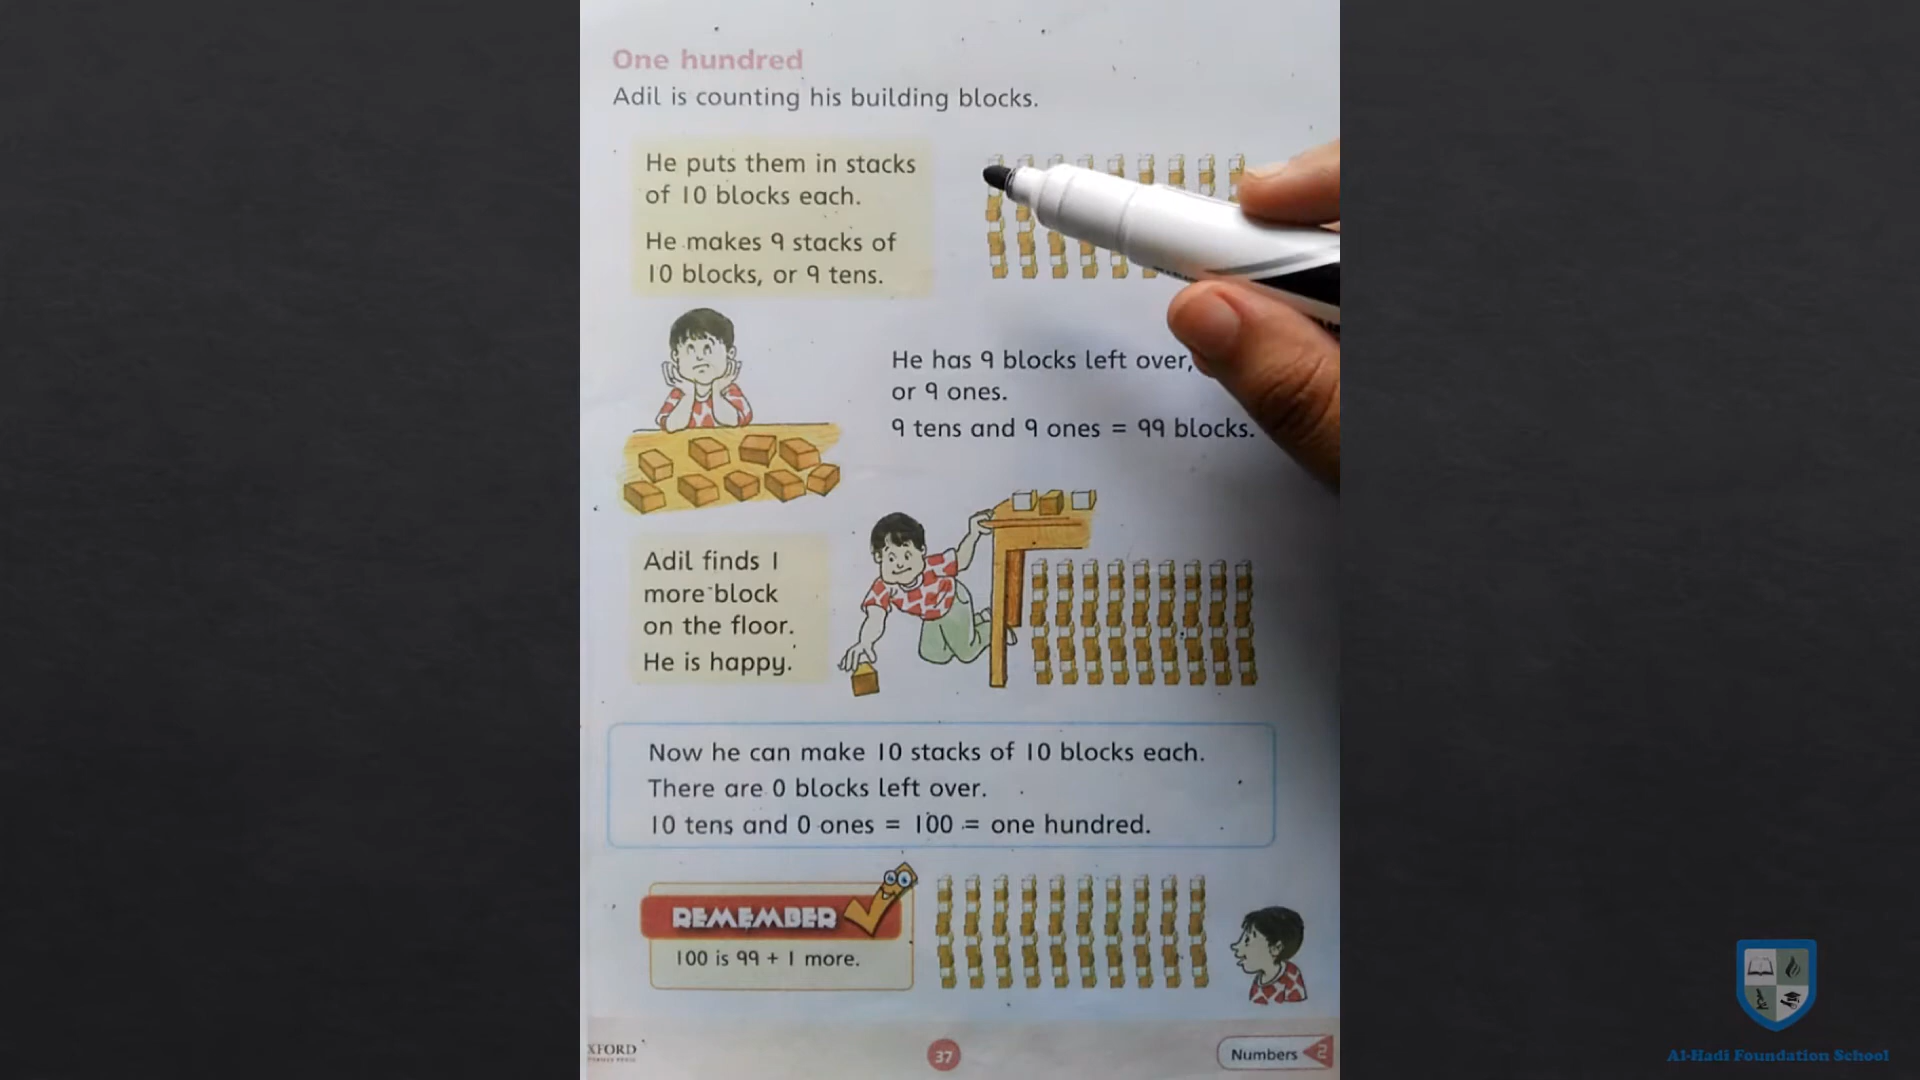 One hundred
Adil is counting his building blocks.
He puts them in stacks
of 10 blocks each.
He makes 9 stacks of
10 blocks, or 9 tens.
He has 9 blocks left over,
or 9 ones.
9 tens and 9 ones = 99 blocks.
Adil finds 1
more block
on the floor.
He is happy.
Now he can make 10 stacks of 10 blocks each.
There are 0 blocks left over.
10 tens and 0 ones = 100 = one hundred.
REMEMBER
100 is 99 + 1 more.
XFORD
37
Numbers 2
Al-Hadi Foundation School